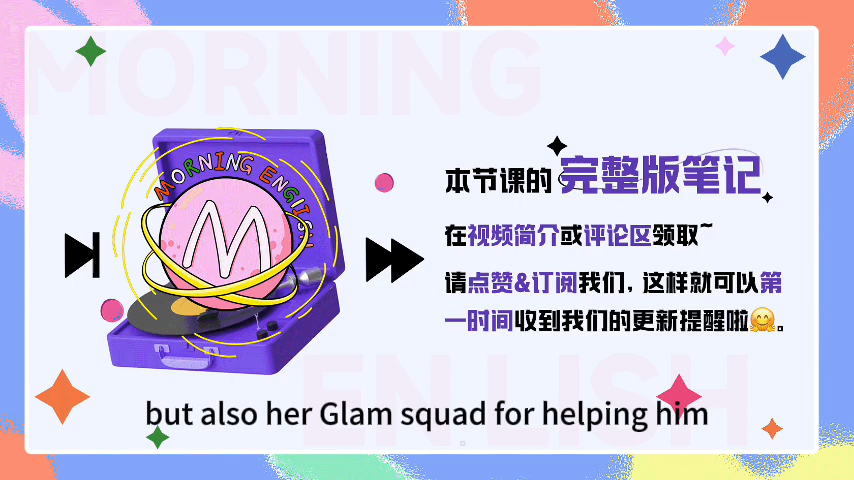 MORNING
MORNING ENGLISH
M
本节课的 完整版笔记
在视频简介或评论区领取~
请点赞&订阅我们，这样就可以第
一时间收到我们的更新提醒啦🤗。
EN LISH
but also her Glam squad for helping him